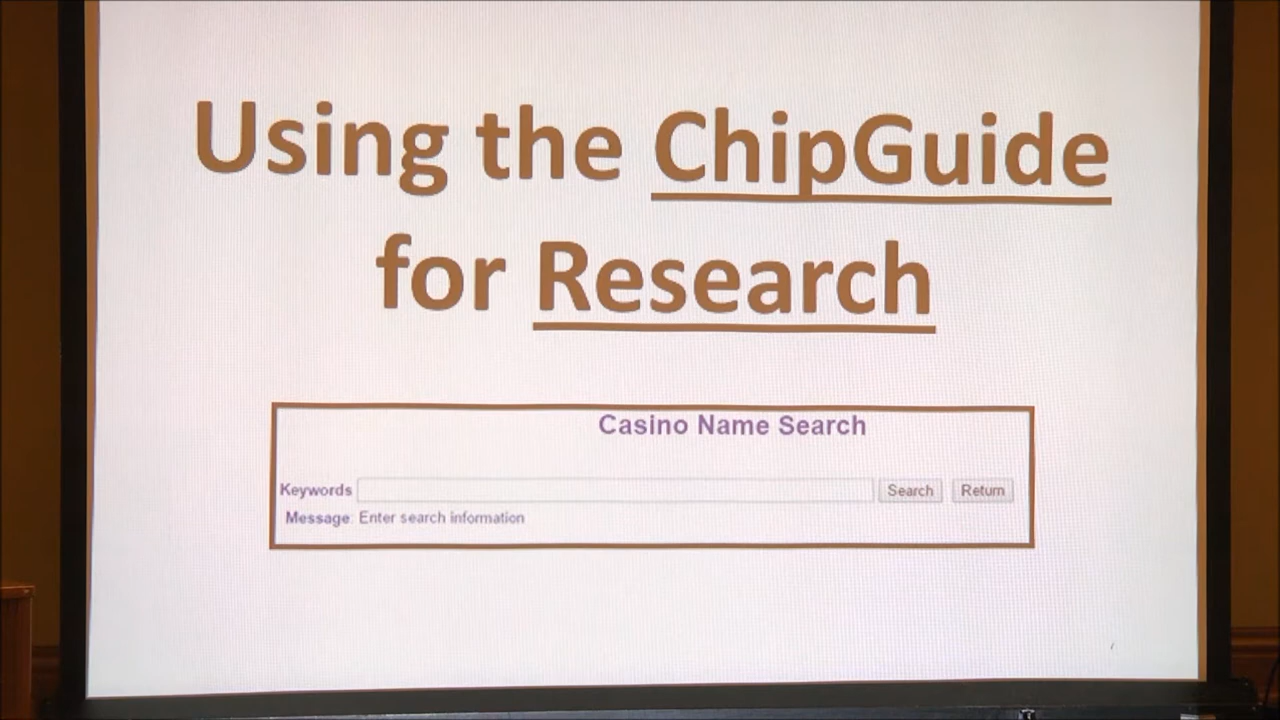 Using the ChipGuide
for Research
Casino Name Search
Keywords Search Return
Message: Enter search information